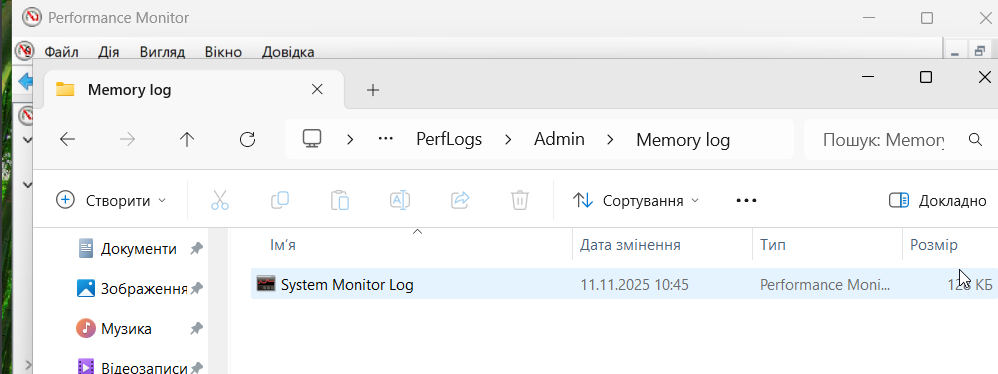 Performance Monitor
Файл Дія Вигляд Вікно Довідка
Memory log
PerfLogs Admin Memory log Пошук: Memory
Створити Сортування Докладно
Ім’я Дата змінення Тип Розмір
Документи
System Monitor Log 11.11.2025 10:45 Performance Moni... КБ
Зображення
Музика
Відеозаписи